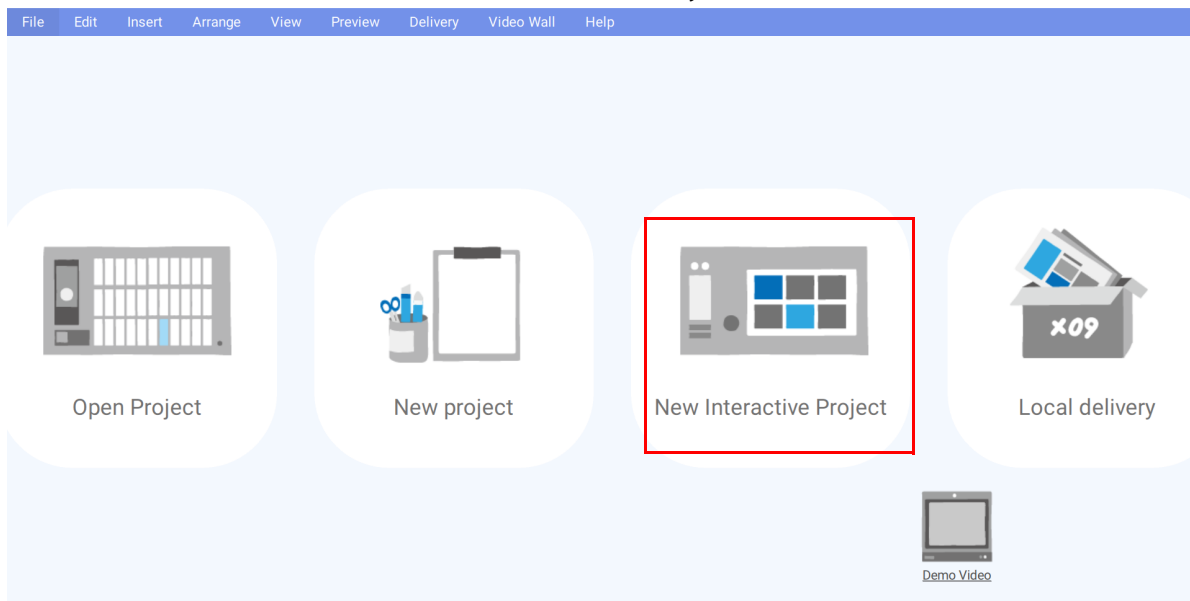 File Edit Insert Arrange View Preview Delivery Video Wall Help
x09
Open Project New project New Interactive Project Local delivery
Demo Video